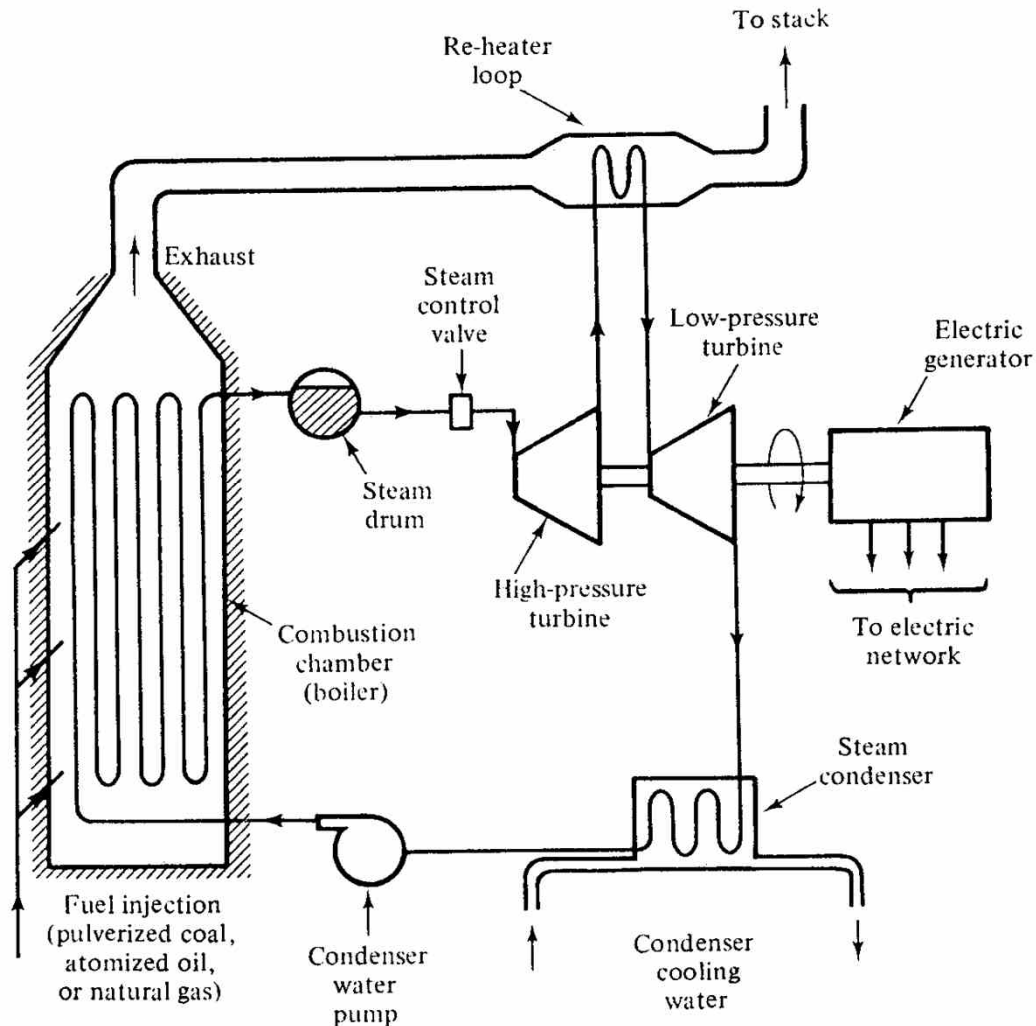 To stack
Re-heater
loop
Exhaust
Steam
control
valve
Low-pressure
turbine
Electric
generator
Steam
drum
High-pressure
turbine
To electric
network
Combustion
chamber
(boiler)
Steam
condenser
Fuel injection
(pulverized coal,
atomized oil,
or natural gas)
Condenser
water
pump
Condenser
cooling
water